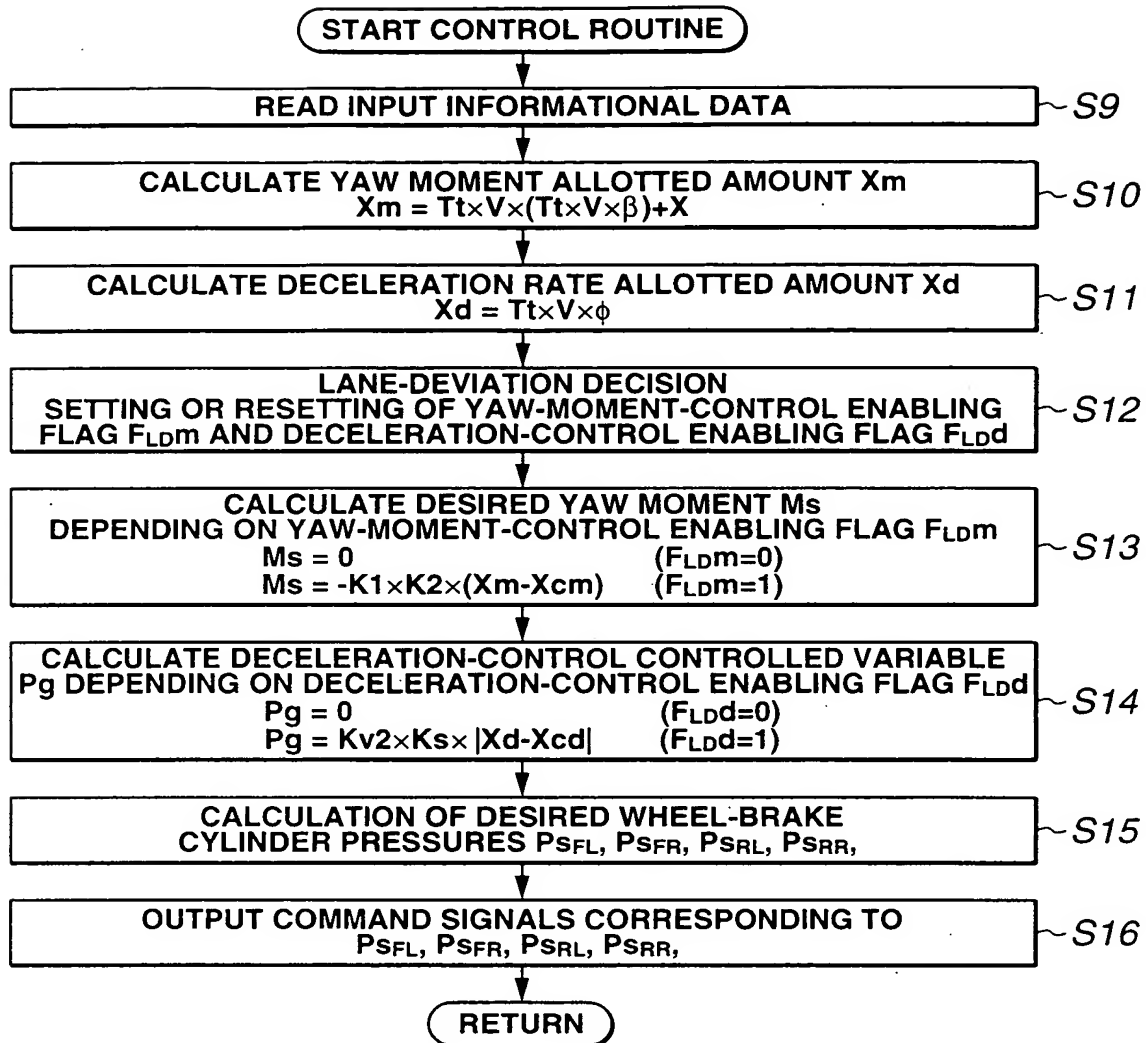 START CONTROL ROUTINE
READ INPUT INFORMATIONAL DATA
S9
CALCULATE YAW MOMENT ALLOTTED AMOUNT Xm
Xm = Tt×V×(Tt×V×β)+X
S10
CALCULATE DECELERATION RATE ALLOTTED AMOUNT Xd
Xd = Tt×V×ϕ
S11
LANE-DEVIATION DECISION
SETTING OR RESETTING OF YAW-MOMENT-CONTROL ENABLING
FLAG FLDm AND DECELERATION-CONTROL ENABLING FLAG FLDd
S12
CALCULATE DESIRED YAW MOMENT Ms
DEPENDING ON YAW-MOMENT-CONTROL ENABLING FLAG FLDm
Ms = 0 (FLDm=0)
Ms = -K1×K2×(Xm-Xcm) (FLDm=1)
S13
CALCULATE DECELERATION-CONTROL CONTROLLED VARIABLE
Pg DEPENDING ON DECELERATION-CONTROL ENABLING FLAG FLDd
Pg = 0 (FLDd=0)
Pg = Kv2×Ks×|Xd-Xcd| (FLDd=1)
S14
CALCULATION OF DESIRED WHEEL-BRAKE
CYLINDER PRESSURES PSFL, PSFR, PSRL, PSRR,
S15
OUTPUT COMMAND SIGNALS CORRESPONDING TO
PSFL, PSFR, PSRL, PSRR,
S16
RETURN